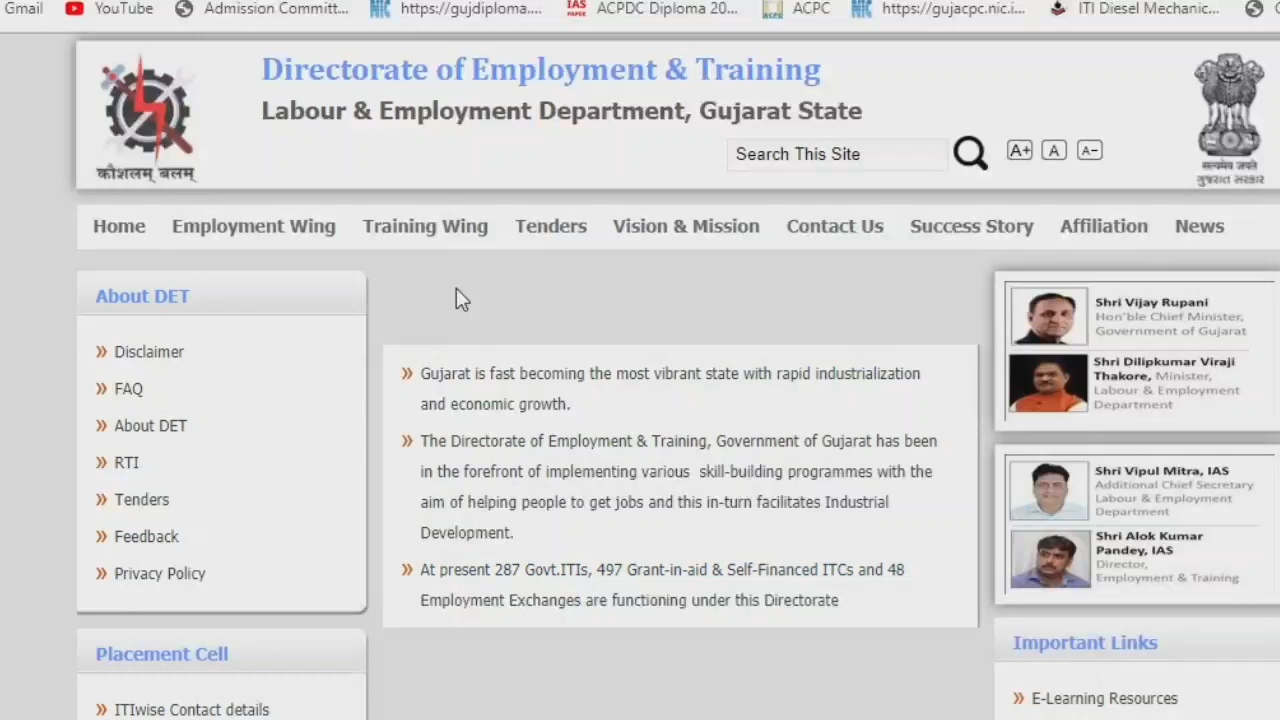 Gmail
YouTube
Admission Committ...
https://gujdiploma....
IAS
PAPER
ACPDC Diploma 20...
ACPC
https://gujacpc.nic.i...
ITI Diesel Mechanic...
Directorate of Employment & Training
Labour & Employment Department, Gujarat State
Search This Site
A+ A A-
कौशलम् बलम्
सत्यमेव जयते
ગુજરાત સરકાર
Home Employment Wing Training Wing Tenders Vision & Mission Contact Us Success Story Affiliation News
About DET
» Disclaimer
» FAQ
» About DET
» RTI
» Tenders
» Feedback
» Privacy Policy
Placement Cell
» ITIwise Contact details
» Gujarat is fast becoming the most vibrant state with rapid industrialization
and economic growth.
» The Directorate of Employment & Training, Government of Gujarat has been
in the forefront of implementing various skill-building programmes with the
aim of helping people to get jobs and this in-turn facilitates Industrial
Development.
» At present 287 Govt.ITIs, 497 Grant-in-aid & Self-Financed ITCs and 48
Employment Exchanges are functioning under this Directorate
Shri Vijay Rupani
Hon'ble Chief Minister,
Government of Gujarat
Shri Dilipkumar Viraji
Thakore, Minister,
Labour & Employment
Department
Shri Vipul Mitra, IAS
Additional Chief Secretary
Labour & Employment
Department
Shri Alok Kumar
Pandey, IAS
Director,
Employment & Training
Important Links
» E-Learning Resources